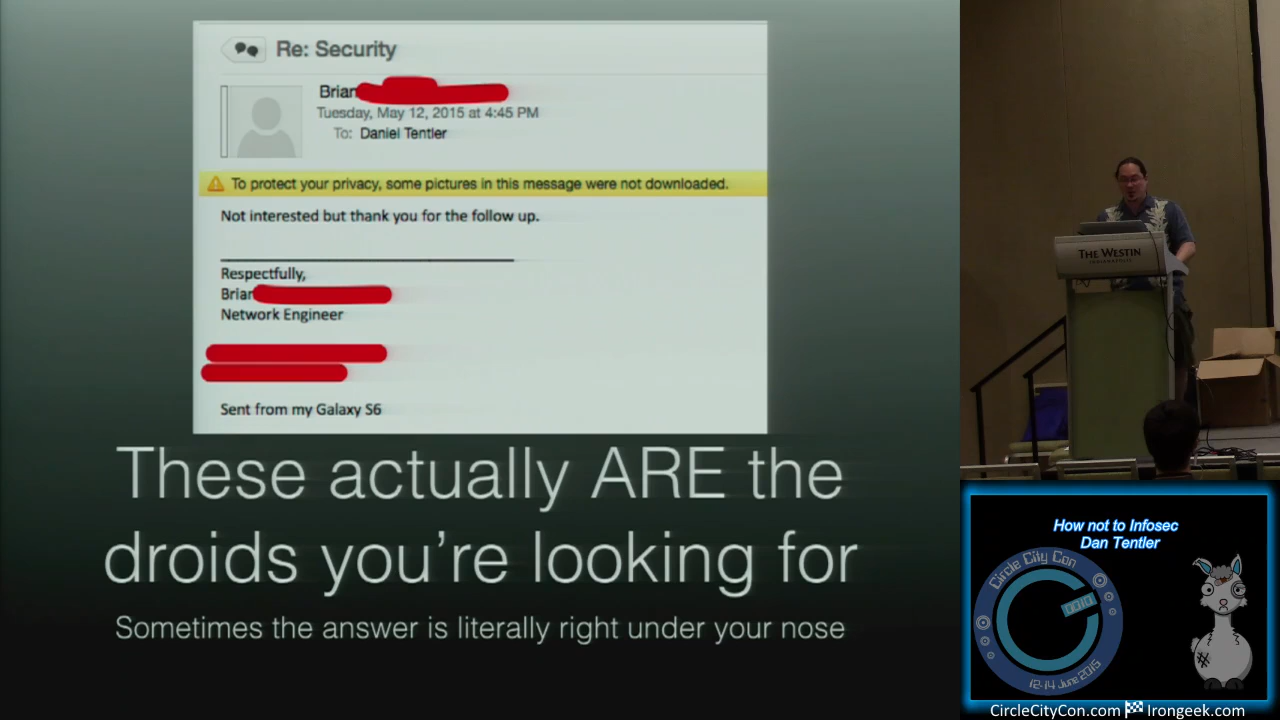 Re: Security
Brian
Tuesday, May 12, 2015 at 4:45 PM
To: Daniel Tentler
To protect your privacy, some pictures in this message were not downloaded.
Not interested but thank you for the follow up.
Respectfully,
Brian
Network Engineer
Sent from my Galaxy S6
These actually ARE the
droids you're looking for
Sometimes the answer is literally right under your nose
THE WESTIN
INDIANAPOLIS
How not to Infosec
Dan Tentler
Circle City Con
0010
12-14 June 2015
CircleCityCon.com Irongeek.com